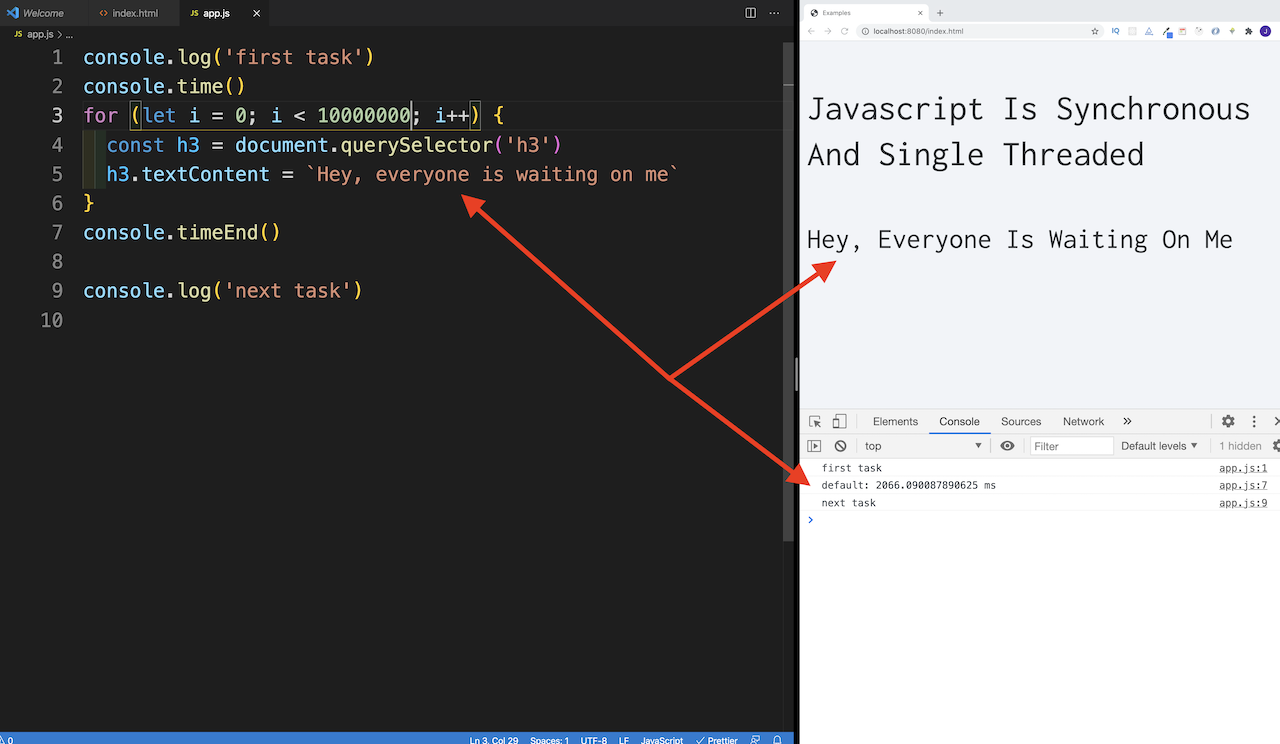 Welcome
index.html
JS app.js
JS app.js > ...
1 console.log('first task')
2 console.time()
3 for (let i = 0; i < 10000000; i++) {
4 const h3 = document.querySelector('h3')
5 h3.textContent = `Hey, everyone is waiting on me`
6 }
7 console.timeEnd()
8
9 console.log('next task')
10
0
Ln 3, Col 29 Spaces: 1 UTF-8 LF JavaScript Prettier
Examples
localhost:8080/index.html
IQ
J
Javascript Is Synchronous
And Single Threaded
Hey, Everyone Is Waiting On Me
Elements Console Sources Network »
top Filter Default levels 1 hidden
first task app.js:1
default: 2066.090087890625 ms app.js:7
next task app.js:9
>